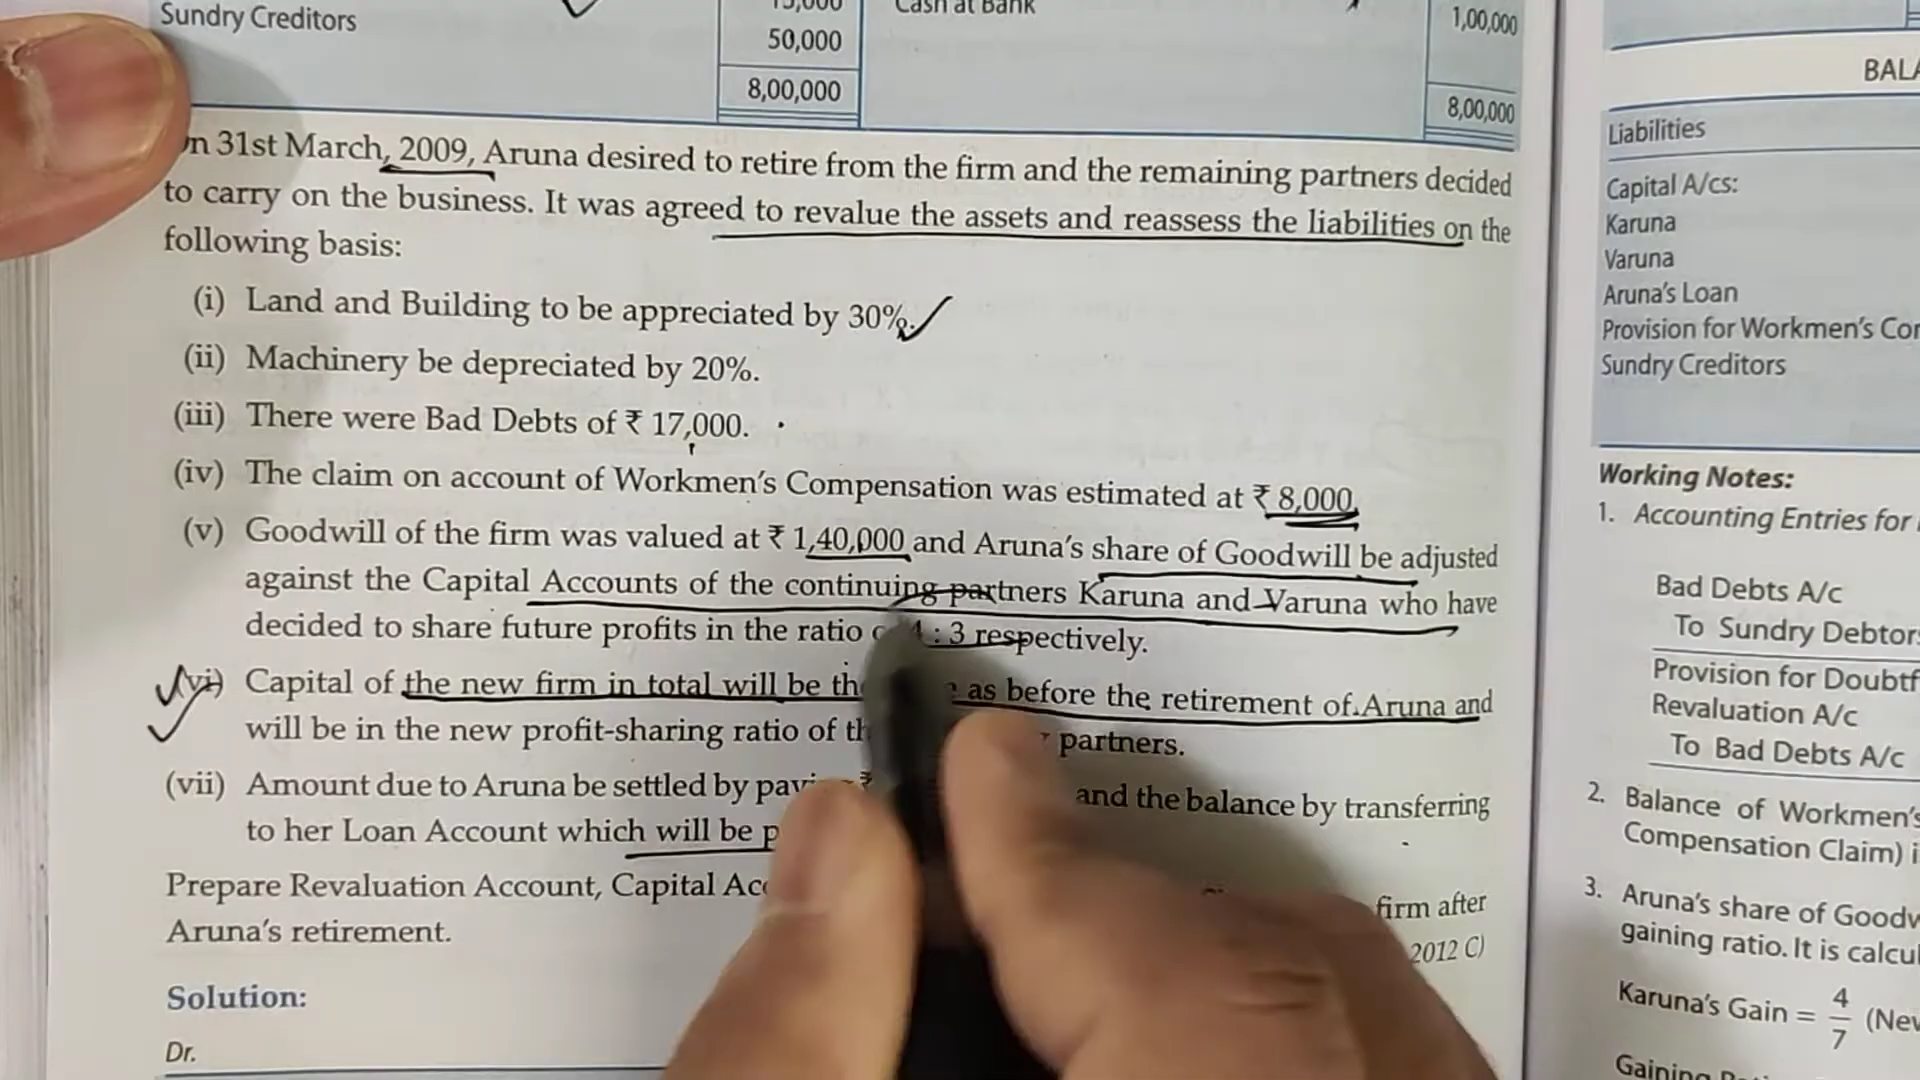 Sundry Creditors
50,000
8,00,000
Cash at Bank
1,00,000
8,00,000
31st March, 2009, Aruna desired to retire from the firm and the remaining partners decided
to carry on the business. It was agreed to revalue the assets and reassess the liabilities on the
following basis:
(i) Land and Building to be appreciated by 30%.
(ii) Machinery be depreciated by 20%.
(iii) There were Bad Debts of ₹ 17,000.
(iv) The claim on account of Workmen's Compensation was estimated at ₹ 8,000.
(v) Goodwill of the firm was valued at ₹ 1,40,000 and Aruna's share of Goodwill be adjusted
against the Capital Accounts of the continuing partners Karuna and Varuna who have
decided to share future profits in the ratio 4 : 3 respectively.
(vi) Capital of the new firm in total will be as before the retirement of Aruna and
will be in the new profit-sharing ratio of partners.
(vii) Amount due to Aruna be settled by and the balance by transferring
to her Loan Account which will be
Prepare Revaluation Account, Capital firm after
Aruna's retirement.
2012 C)
Solution:
Dr.
Liabilities
Capital A/cs:
Karuna
Varuna
Aruna's Loan
Provision for Workmen's
Sundry Creditors
Working Notes:
1. Accounting Entries for
Bad Debts A/c
To Sundry
Provision for
Revaluation A/c
To Bad Debts A/c
2. Balance of Workmen's
Compensation Claim)
3. Aruna's share of
gaining ratio. It is
Karuna's Gain = 4/7
Gaining